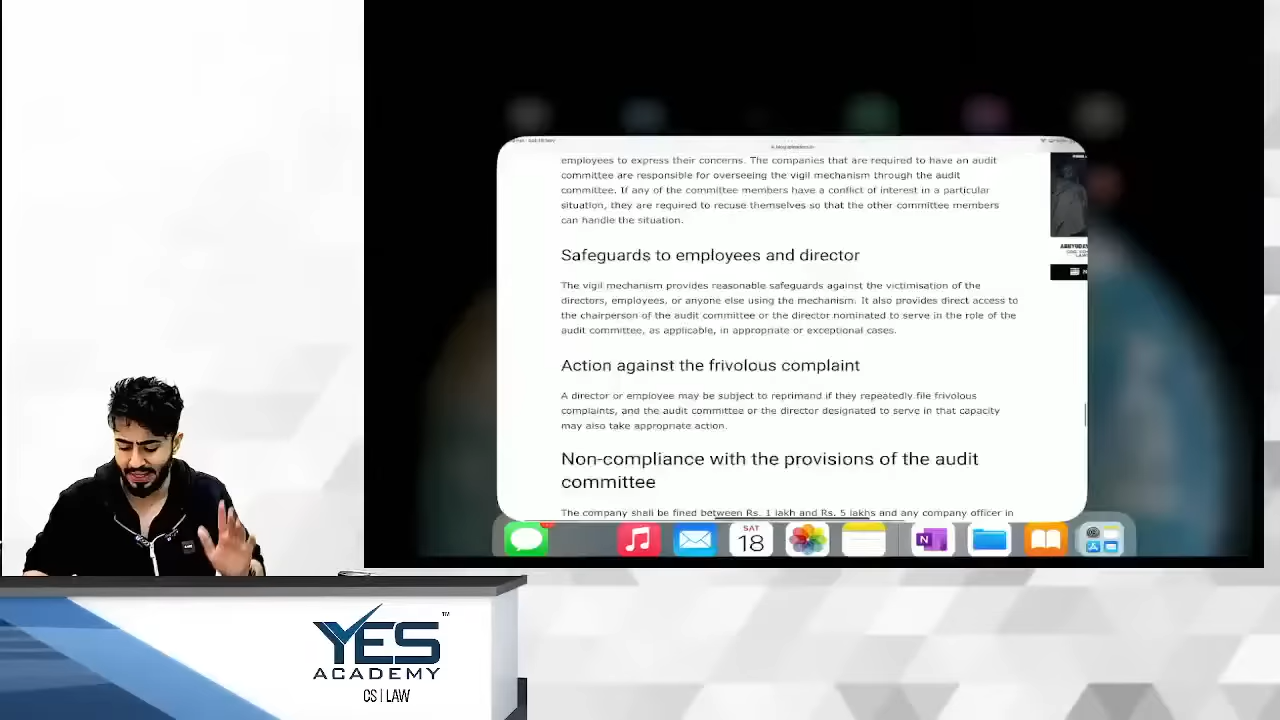 employees to express their concerns. The companies that are required to have an audit
committee are responsible for overseeing the vigil mechanism through the audit
committee. If any of the committee members have a conflict of interest in a particular
situation, they are required to recuse themselves so that the other committee members
can handle the situation.
Safeguards to employees and director
The vigil mechanism provides reasonable safeguards against the victimisation of the
directors, employees, or anyone else using the mechanism. It also provides direct access to
the chairperson of the audit committee or the director nominated to serve in the role of the
audit committee, as applicable, in appropriate or exceptional cases.
Action against the frivolous complaint
A director or employee may be subject to reprimand if they repeatedly file frivolous
complaints, and the audit committee or the director designated to serve in that capacity
may also take appropriate action.
Non-compliance with the provisions of the audit
committee
The company shall be fined between Rs. 1 lakh and Rs. 5 lakhs and any company officer in
SAT
18
N
YES
TM
ACADEMY
CS | LAW